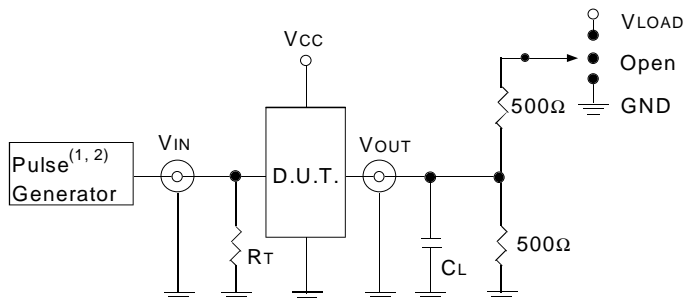 VCC
VLOAD
Open
GND
500Ω
VIN
VOUT
Pulse(1, 2)
Generator
D.U.T.
RT
CL
500Ω